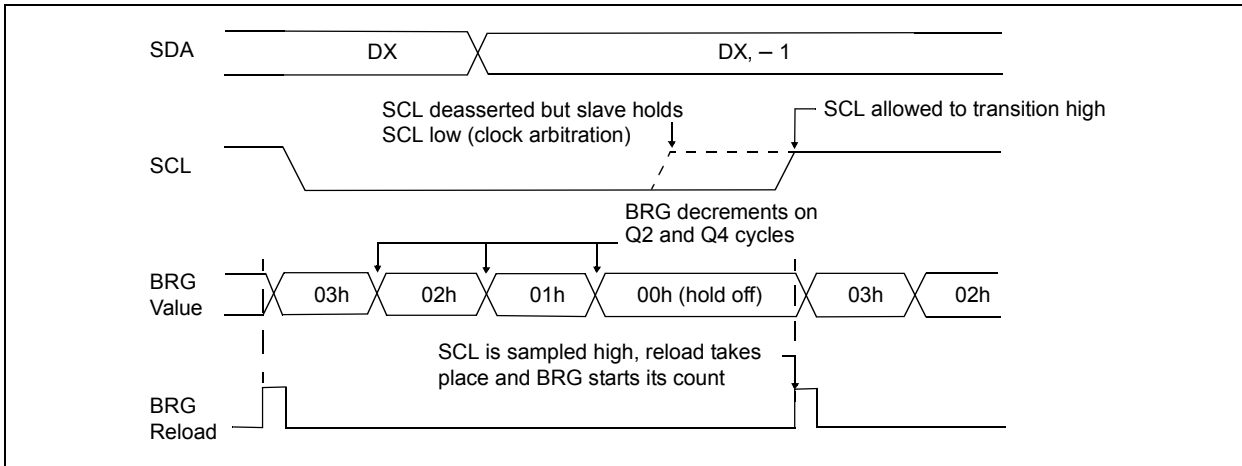 SDA
DX
DX, – 1
SCL deasserted but slave holds
SCL low (clock arbitration)
SCL allowed to transition high
SCL
BRG decrements on
Q2 and Q4 cycles
BRG
Value
03h
02h
01h
00h (hold off)
03h
02h
SCL is sampled high, reload takes
place and BRG starts its count
BRG
Reload